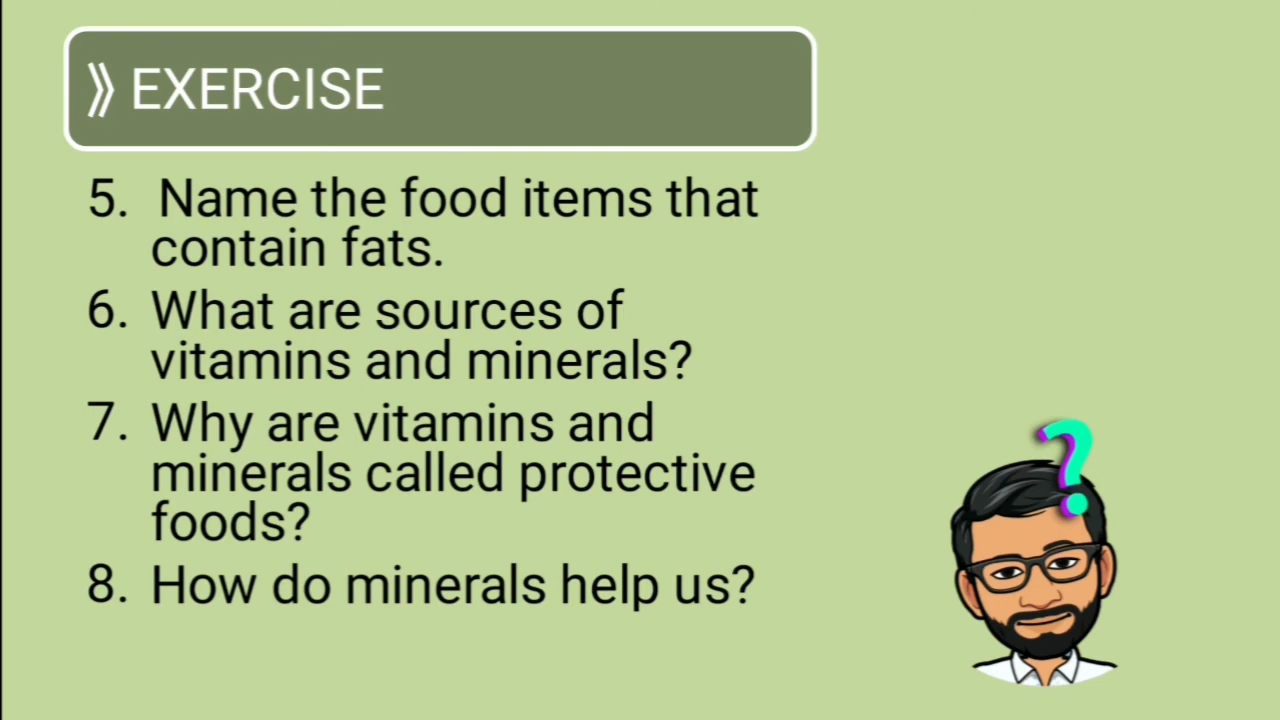 》EXERCISE
5. Name the food items that
contain fats.
6. What are sources of
vitamins and minerals?
7. Why are vitamins and
minerals called protective
foods?
8. How do minerals help us?
?